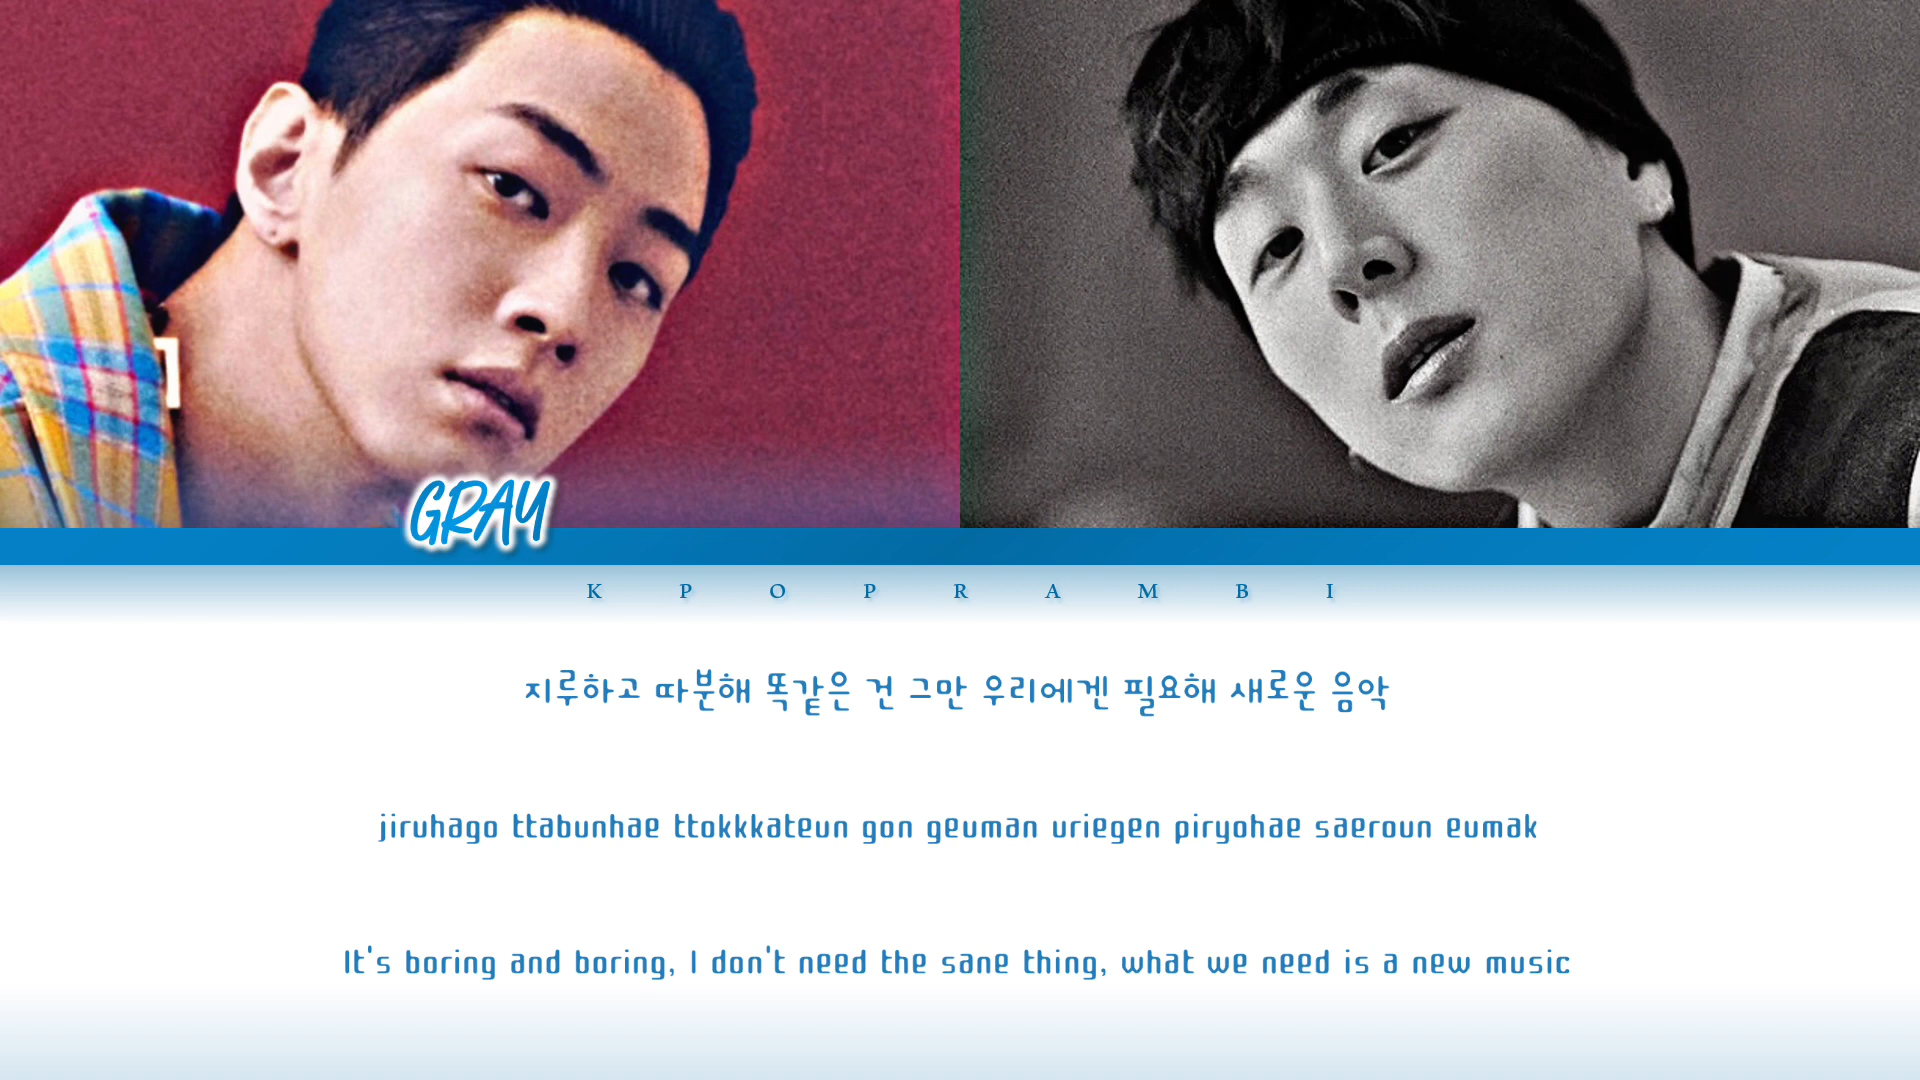 GRAY
KPOPRAMBI
지루하고 따분해 똑같은 건 그만 우리에겐 필요해 새로운 음악
jiruhago ttabunhae ttokkkateun gon geuman uriegen piryohae saeroun eumak
It's boring and boring, I don't need the sane thing, what we need is a new music